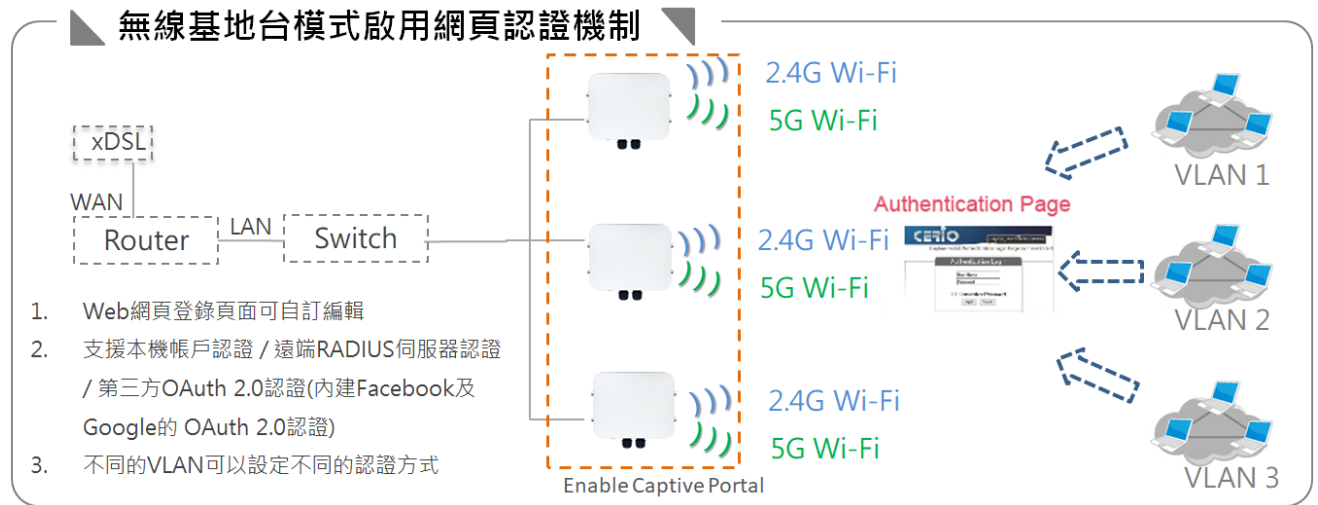 無線基地台模式啟用網頁認證機制
xDSL
WAN
Router
LAN
Switch
2.4G Wi-Fi
5G Wi-Fi
2.4G Wi-Fi
5G Wi-Fi
2.4G Wi-Fi
5G Wi-Fi
Enable Captive Portal
Authentication Page
CERIO
User Name
Password
VLAN 1
VLAN 2
VLAN 3
1. Web網頁登錄頁面可自訂編輯
2. 支援本機帳戶認證 / 遠端RADIUS伺服器認證
/ 第三方OAuth 2.0認證(內建Facebook及
Google的 OAuth 2.0認證)
3. 不同的VLAN可以設定不同的認證方式